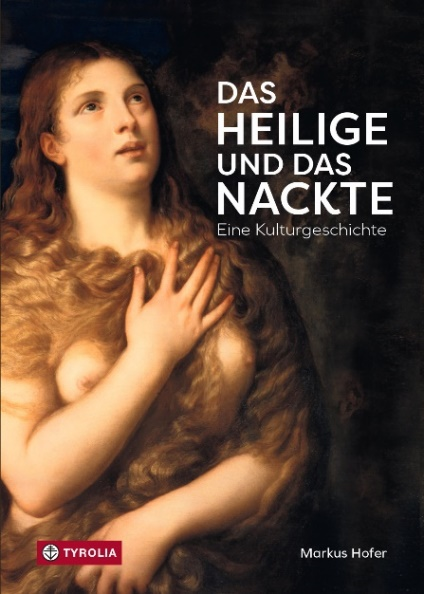 DAS
HEILIGE
UND DAS
NACKTE
Eine Kulturgeschichte
TYROLIA
Markus Hofer